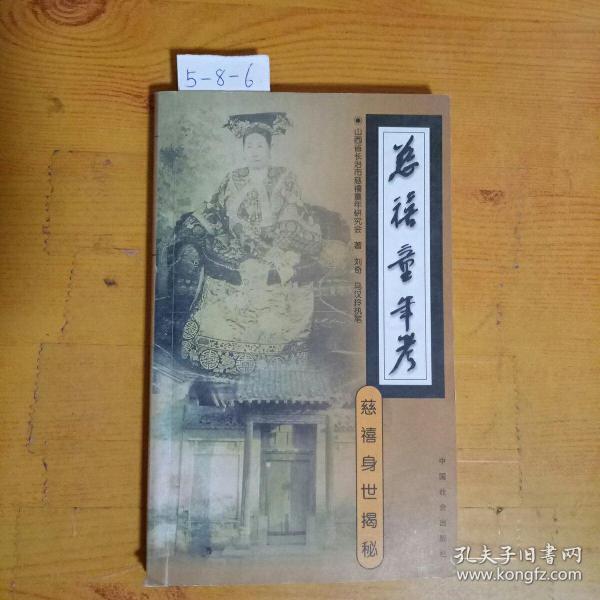 5-8-6
慈禧童年考
山西省长治市慈禧童年研究会 著 刘奇 马汉玲执笔
慈禧身世揭秘
中国社会出版社
孔夫子旧书网
www.kongfz.com